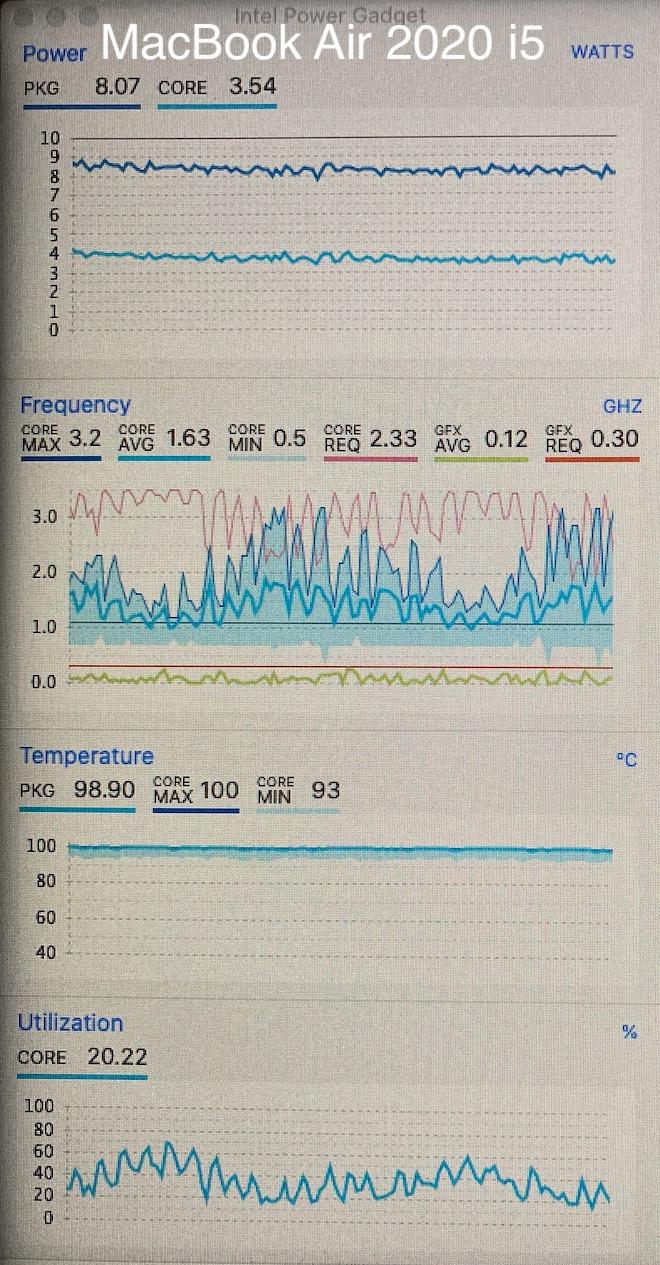 Intel Power Gadget
MacBook Air 2020 i5
Power WATTS
PKG 8.07 CORE 3.54
10
9
8
7
6
5
4
3
2
1
0
Frequency GHZ
CORE MAX 3.2 CORE AVG 1.63 CORE MIN 0.5 CORE REQ 2.33 GFX AVG 0.12 GFX REQ 0.30
3.0
2.0
1.0
0.0
Temperature °C
PKG 98.90 CORE MAX 100 CORE MIN 93
100
80
60
40
Utilization %
CORE 20.22
100
80
60
40
20
0